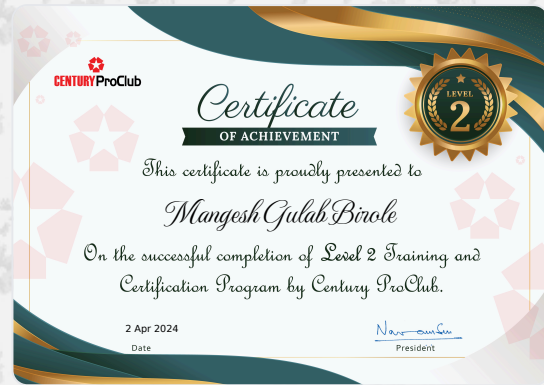 CENTURY ProClub
Certificate
OF ACHIEVEMENT
LEVEL
2
This certificate is proudly presented to
Mangesh Gulab Birole
On the successful completion of Level 2 Training and
Certification Program by Century ProClub.
2 Apr 2024
Date
President